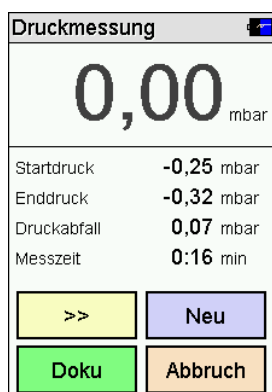 Druckmessung
0,00 mbar
Startdruck -0,25 mbar
Enddruck -0,32 mbar
Druckabfall 0,07 mbar
Messzeit 0:16 min
>> Neu
Doku Abbruch